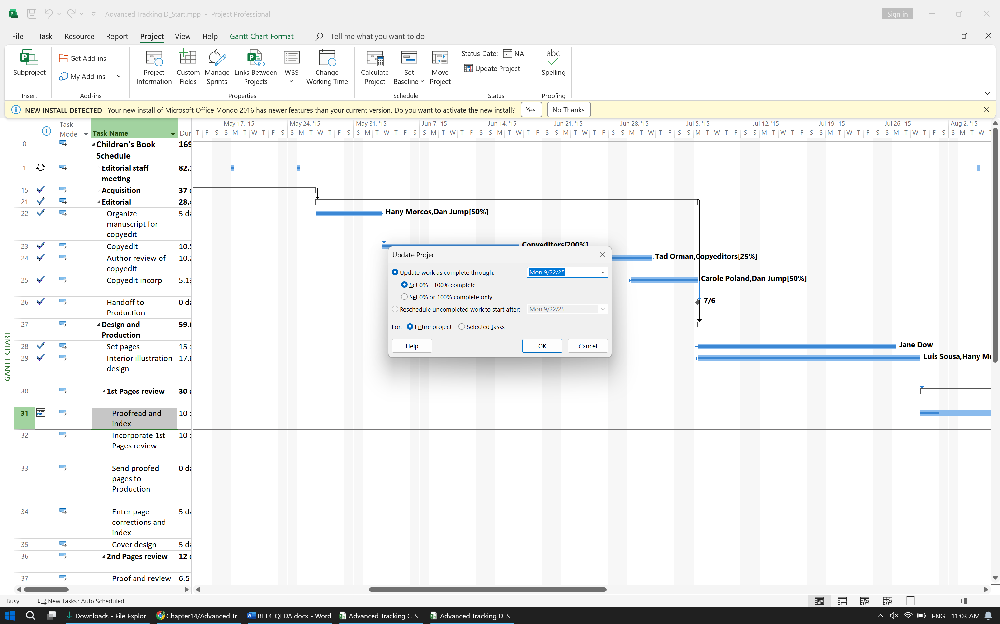 Advanced Tracking D_Start.mpp - Project Professional
Sign in
File Task Resource Report Project View Help Gantt Chart Format Tell me what you want to do
Subproject
Get Add-ins
My Add-ins
Project Information
Custom Fields
Manage Sprints
Links Between Projects
WBS
Change Working Time
Calculate Project
Set Baseline
Move Project
Status Date: NA
Update Project
abc
Spelling
Insert Add-ins Properties Schedule Status Proofing
NEW INSTALL DETECTED Your new install of Microsoft Office Mondo 2016 has newer features than your current version. Do you want to activate the new install? Yes No Thanks
Task Mode
Task Name
May 17, '15 May 24, '15 May 31, '15 Jun 7, '15 Jun 14, '15 Jun 21, '15 Jun 28, '15 Jul 5, '15 Jul 12, '15 Jul 19, '15 Jul 26, '15 Aug 2, '15
T F S S M T W T F S S M T W T F S S M T W T F S S M T W T F S S M T W T F S S M T W T F S S M T W T F S S M T W T F S S M T W T F S S M T W T F S S M T W T F S S M T W
0 Children's Book Schedule 169
1 Editorial staff meeting 82.1
15 Acquisition 37 d
21 Editorial 28.4
22 Organize manuscript for copyedit 5 da
Hany Morcos,Dan Jump[50%]
23 Copyedit 10.5
Copyeditors[200%]
24 Author review of copyedit 10.2
Tad Orman,Copyeditors[25%]
25 Copyedit incorp 5.13
Carole Poland,Dan Jump[50%]
26 Handoff to Production 0 da
7/6
27 Design and Production 59.6
28 Set pages 15 d
Jane Dow
29 Interior illustration design 17.6
Luis Sousa,Hany Mo
30 1st Pages review 30 d
31 Proofread and index 10 d
32 Incorporate 1st Pages review 10 d
33 Send proofed pages to Production 0 da
34 Enter page corrections and index 5 da
35 Cover design 5 da
36 2nd Pages review 12 d
37 Proof and review 6.5
GANTT CHART
Update Project
Update work as complete through: Mon 9/22/25
Set 0% - 100% complete
Set 0% or 100% complete only
Reschedule uncompleted work to start after: Mon 9/22/25
For: Entire project Selected tasks
Help OK Cancel
Busy New Tasks : Auto Scheduled
Downloads - File Explor... Chapter14/Advanced Tr... BTT4_QLDA.docx - Word Advanced Tracking C_S... Advanced Tracking D_S... ENG 11:03 AM